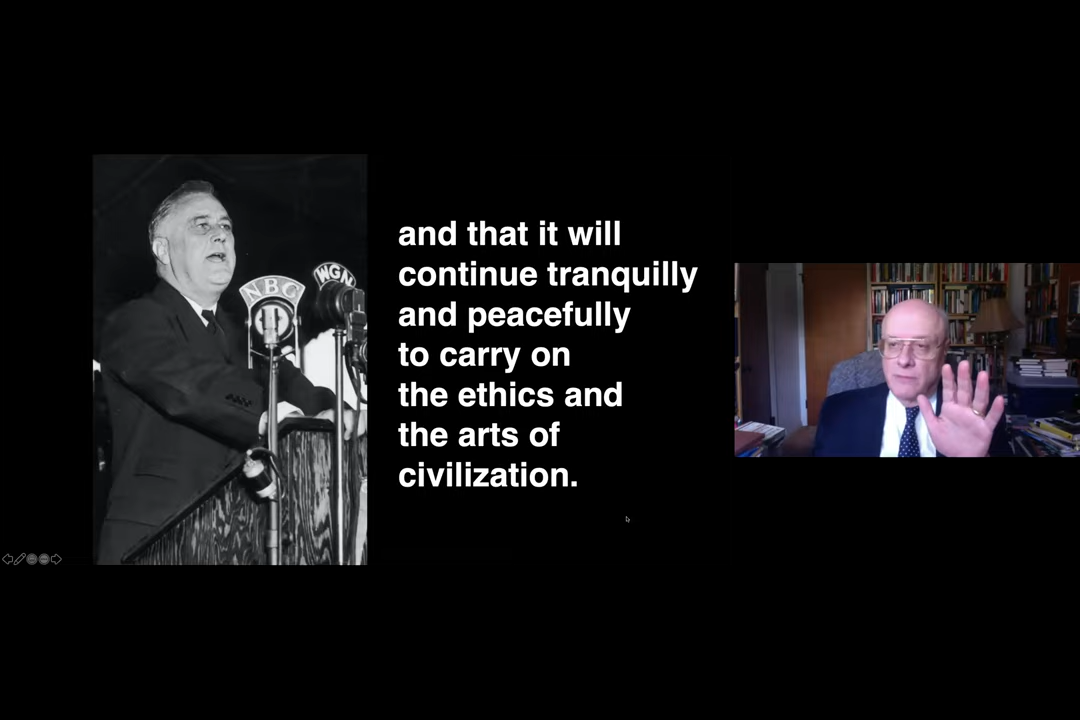 NBC
WGN
and that it will
continue tranquilly
and peacefully
to carry on
the ethics and
the arts of
civilization.